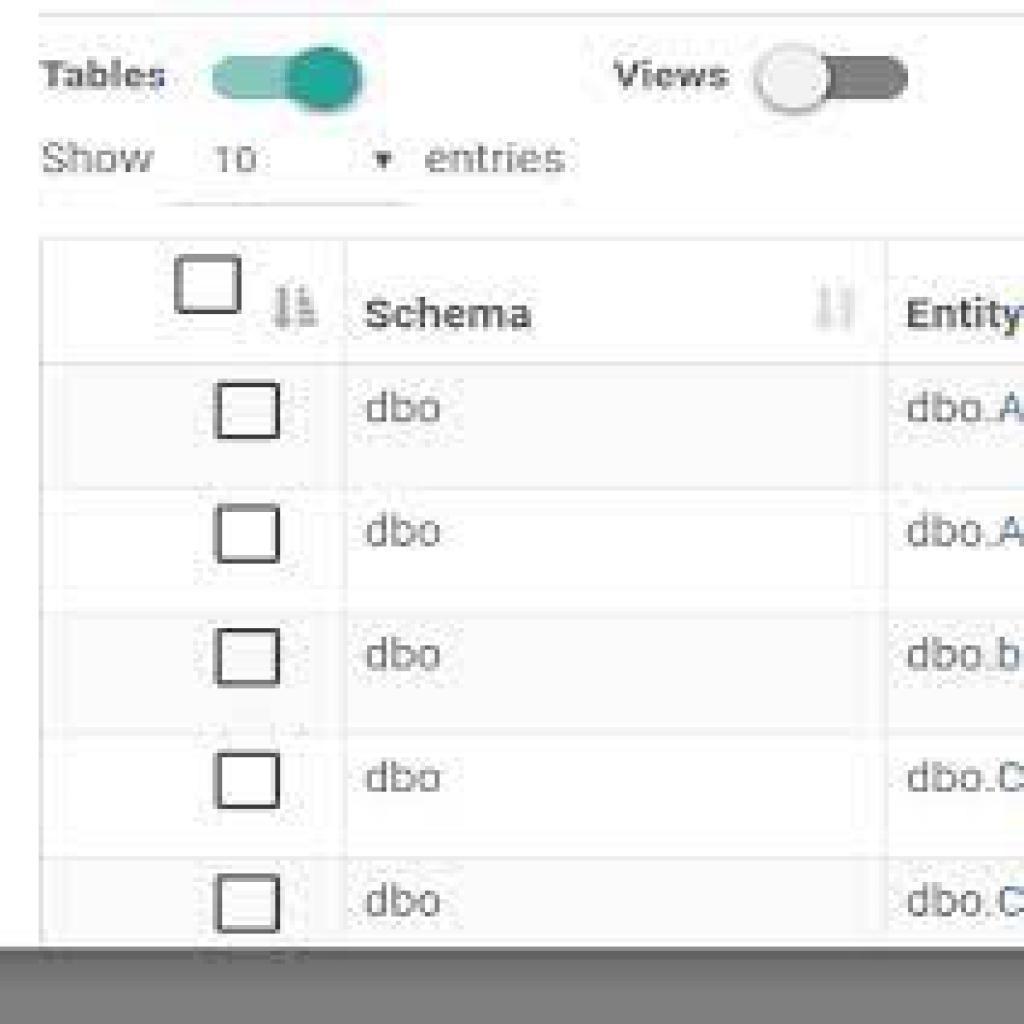 Tables Views
Show 10 entries
Schema Entity
dbo dbo.A
dbo dbo.A
dbo dbo.b
dbo dbo.C
dbo dbo.C